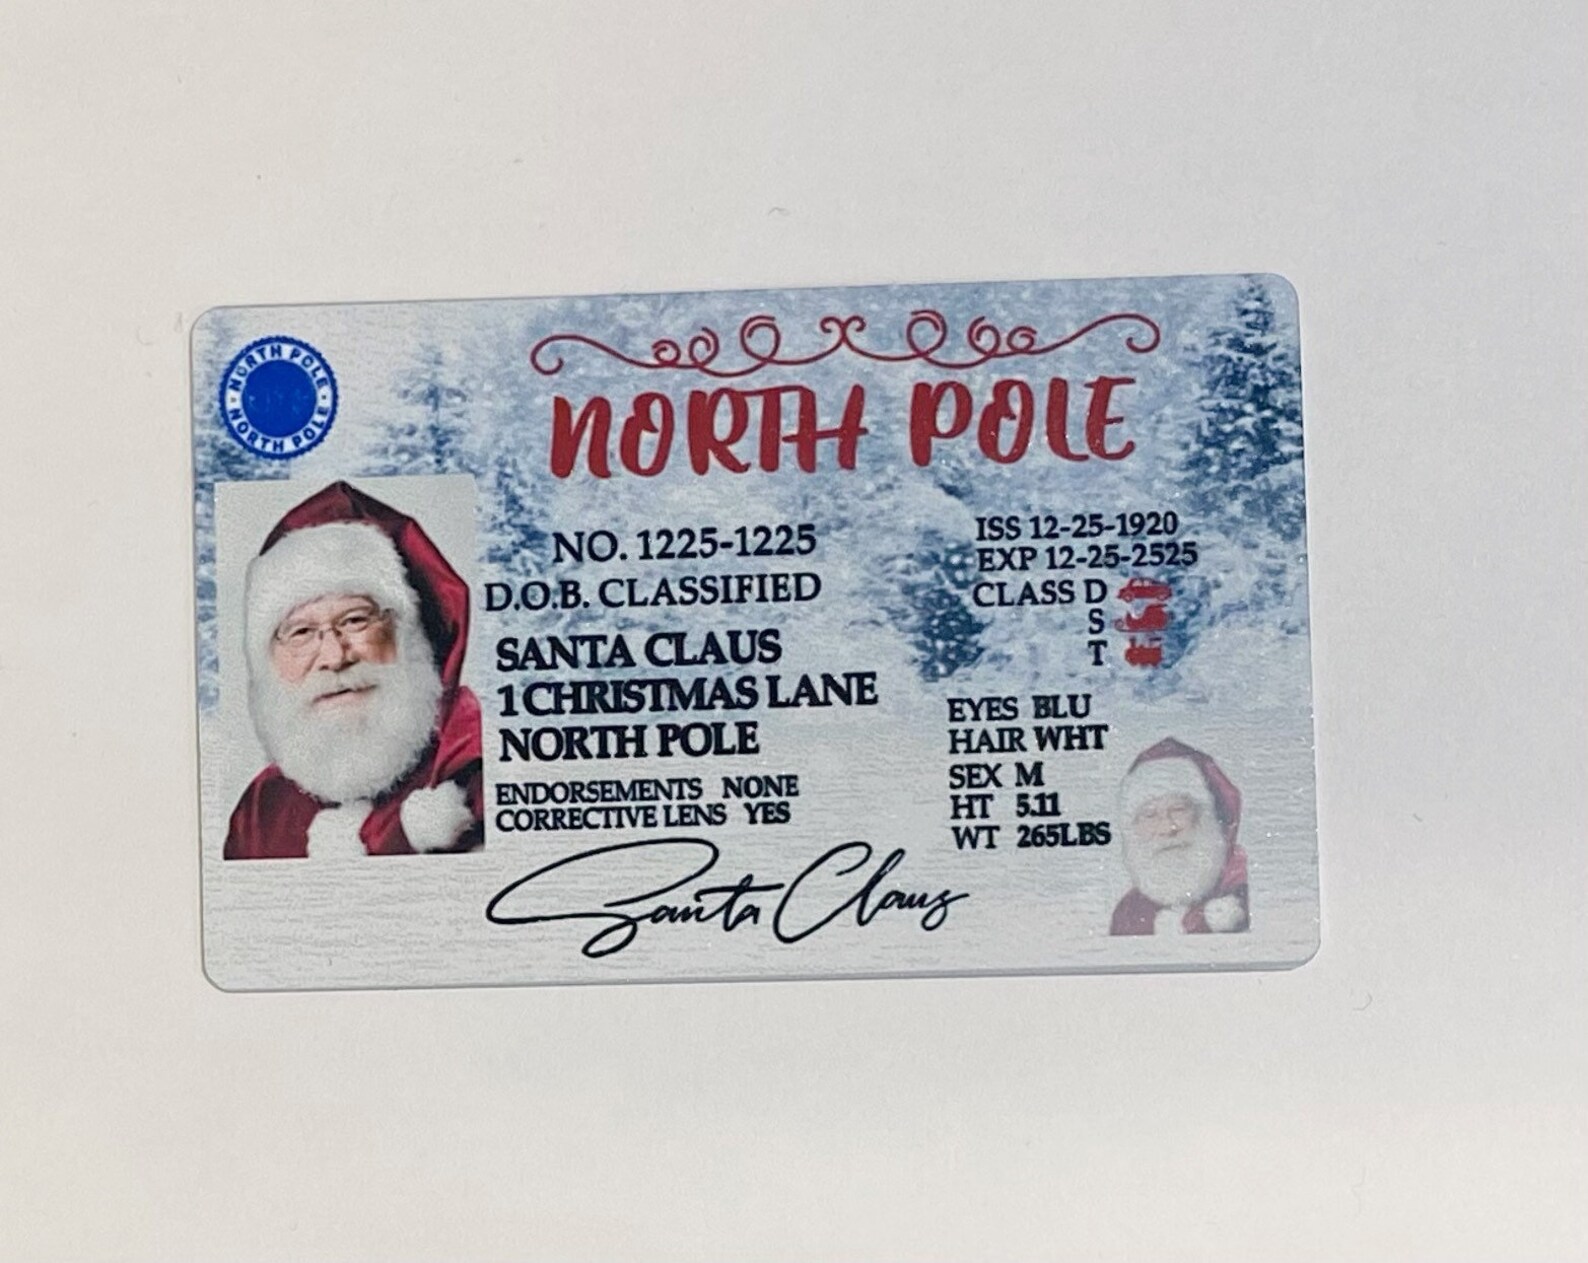 NORTH POLE
NORTH POLE
NORTH POLE
NO. 1225-1225
D.O.B. CLASSIFIED
SANTA CLAUS
1 CHRISTMAS LANE
NORTH POLE
ENDORSEMENTS NONE
CORRECTIVE LENS YES
Santa Claus
ISS 12-25-1920
EXP 12-25-2525
CLASS D
S
T
EYES BLU
HAIR WHT
SEX M
HT 5.11
WT 265LBS